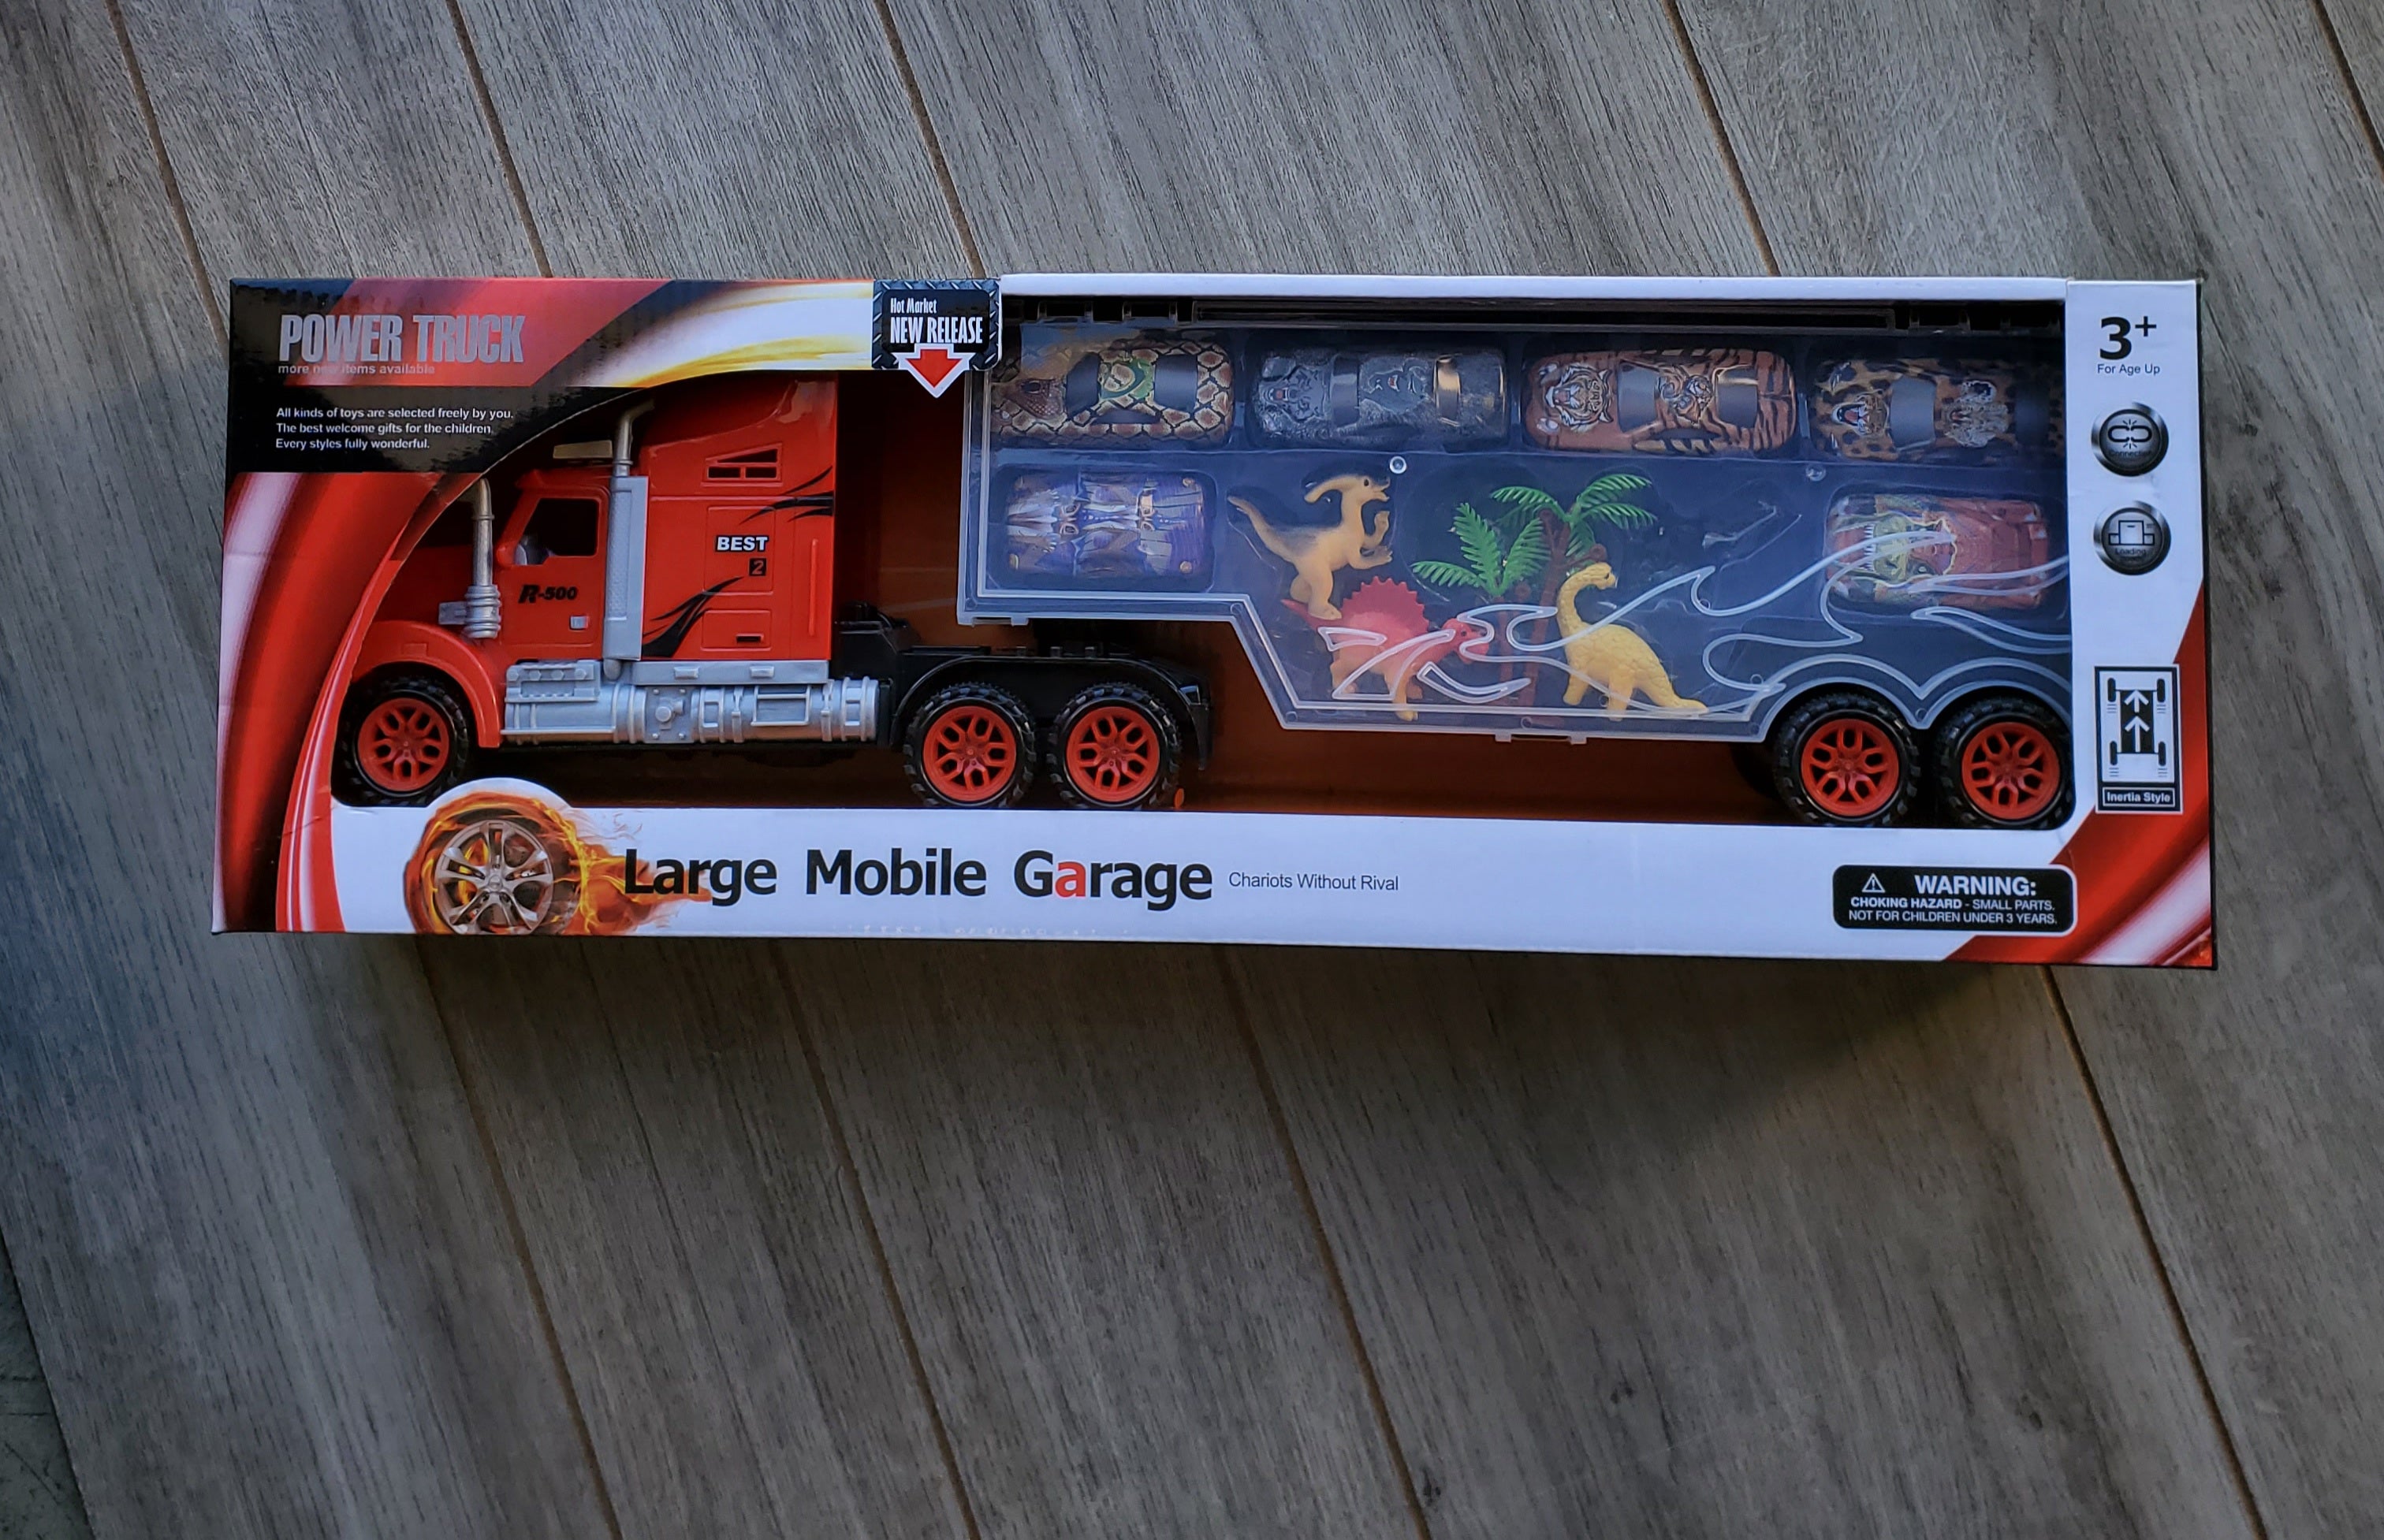 POWER TRUCK
more new items available
All kinds of toys are selected freely by you.
The best welcome gifts for the children.
Every styles fully wonderful.
Hot Market
NEW RELEASE
BEST
2
R-500
3+
For Age Up
Loading
Inertia Style
Large Mobile Garage
Chariots Without Rival
WARNING:
CHOKING HAZARD - SMALL PARTS.
NOT FOR CHILDREN UNDER 3 YEARS.